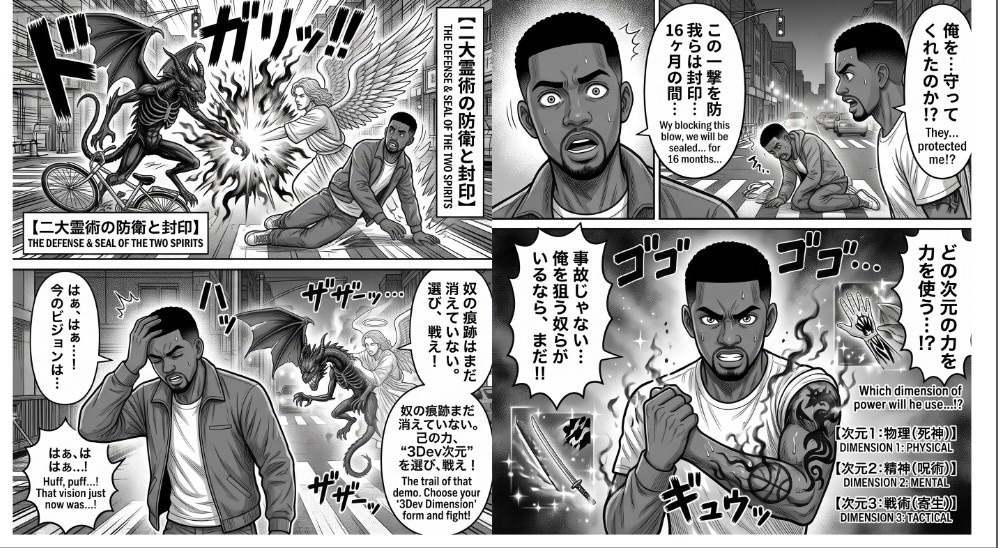 ドガリッ!!
【二大霊術の防衛と封印】
THE DEFENSE & SEAL OF THE TWO SPIRITS
【二大霊術の防衛と封印】
THE DEFENSE & SEAL OF THE TWO SPIRITS
俺を…守って
くれたのか!?
They...
protected
me!?
この一撃を防
我らは封印…
16ヶ月の間…
Wy blocking this
blow, we will be
sealed... for
16 months...
奴の痕跡はまだ
消えていない。
選び、戦え!
奴の痕跡まだ
消えていない。
己の力、
“3Dev次元”
を選び、戦え!
The trail of that
demo. Choose your
'3Dev Dimension'
form and fight!
ザザーッ…
ザザーッ
ハッ
はぁ、はぁ…!
今のビジョンは…
はぁ、は
はぁ…!
Huff, puff...!
That vision just
now was...!
どの次元の力を
力を使う…!?
Which dimension of
power will he use...!?
【次元1:物理(死神)】
DIMENSION 1: PHYSICAL
【次元2:精神(呪術)】
DIMENSION 2: MENTAL
【次元3:戦術(寄生)】
DIMENSION 3: TACTICAL
ゴゴゴ…
ゴゴッ
事故じゃない…
俺を狙う奴らが
いるなら、まだ!!
ギュウッ